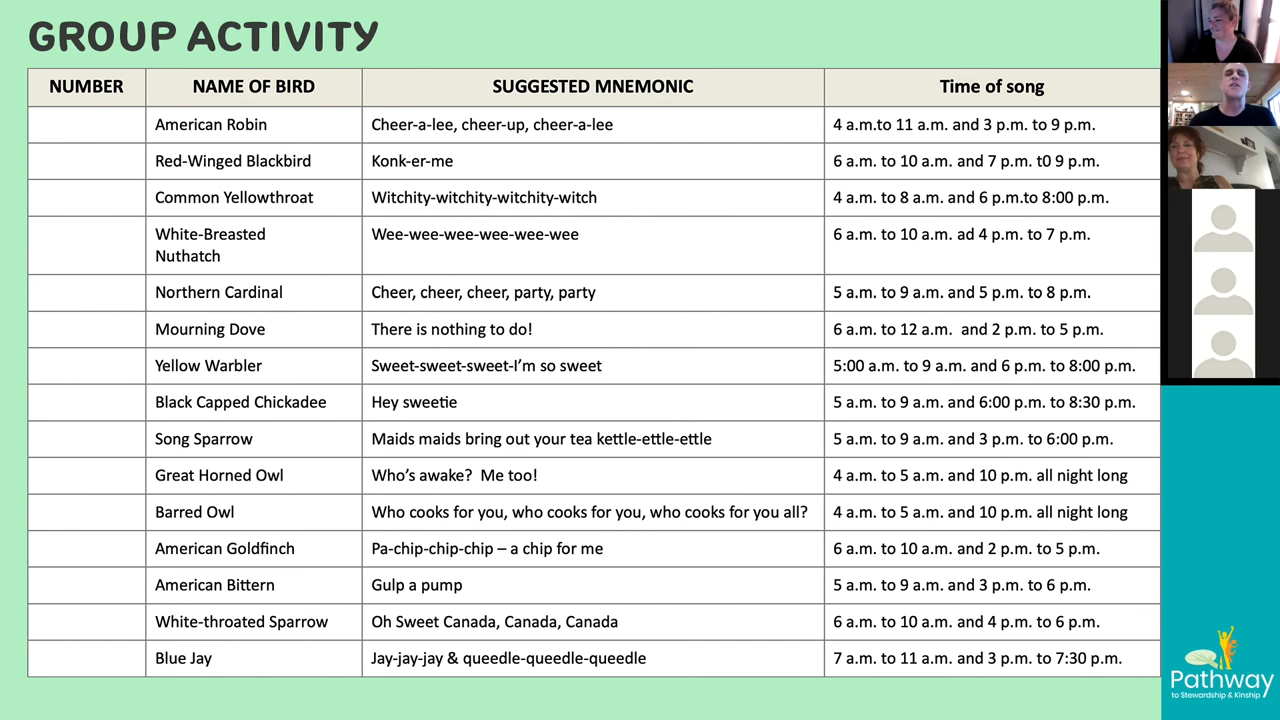 GROUP ACTIVITY
NUMBER NAME OF BIRD SUGGESTED MNEMONIC Time of song
American Robin Cheer-a-lee, cheer-up, cheer-a-lee 4 a.m.to 11 a.m. and 3 p.m. to 9 p.m.
Red-Winged Blackbird Konk-er-me 6 a.m. to 10 a.m. and 7 p.m. t0 9 p.m.
Common Yellowthroat Witchity-witchity-witchity-witch 4 a.m. to 8 a.m. and 6 p.m.to 8:00 p.m.
White-Breasted Wee-wee-wee-wee-wee-wee 6 a.m. to 10 a.m. ad 4 p.m. to 7 p.m.
Nuthatch
Northern Cardinal Cheer, cheer, cheer, party, party 5 a.m. to 9 a.m. and 5 p.m. to 8 p.m.
Mourning Dove There is nothing to do! 6 a.m. to 12 a.m.  and 2 p.m. to 5 p.m.
Yellow Warbler Sweet-sweet-sweet-I’m so sweet 5:00 a.m. to 9 a.m. and 6 p.m. to 8:00 p.m.
Black Capped Chickadee Hey sweetie 5 a.m. to 9 a.m. and 6:00 p.m. to 8:30 p.m.
Song Sparrow Maids maids bring out your tea kettle-ettle-ettle 5 a.m. to 9 a.m. and 3 p.m. to 6:00 p.m.
Great Horned Owl Who’s awake?  Me too! 4 a.m. to 5 a.m. and 10 p.m. all night long
Barred Owl Who cooks for you, who cooks for you, who cooks for you all? 4 a.m. to 5 a.m. and 10 p.m. all night long
American Goldfinch Pa-chip-chip-chip – a chip for me 6 a.m. to 10 a.m. and 2 p.m. to 5 p.m.
American Bittern Gulp a pump 5 a.m. to 9 a.m. and 3 p.m. to 6 p.m.
White-throated Sparrow Oh Sweet Canada, Canada, Canada 6 a.m. to 10 a.m. and 4 p.m. to 6 p.m.
Blue Jay Jay-jay-jay & queedle-queedle-queedle 7 a.m. to 11 a.m. and 3 p.m. to 7:30 p.m.
Pathway
to Stewardship & Kinship